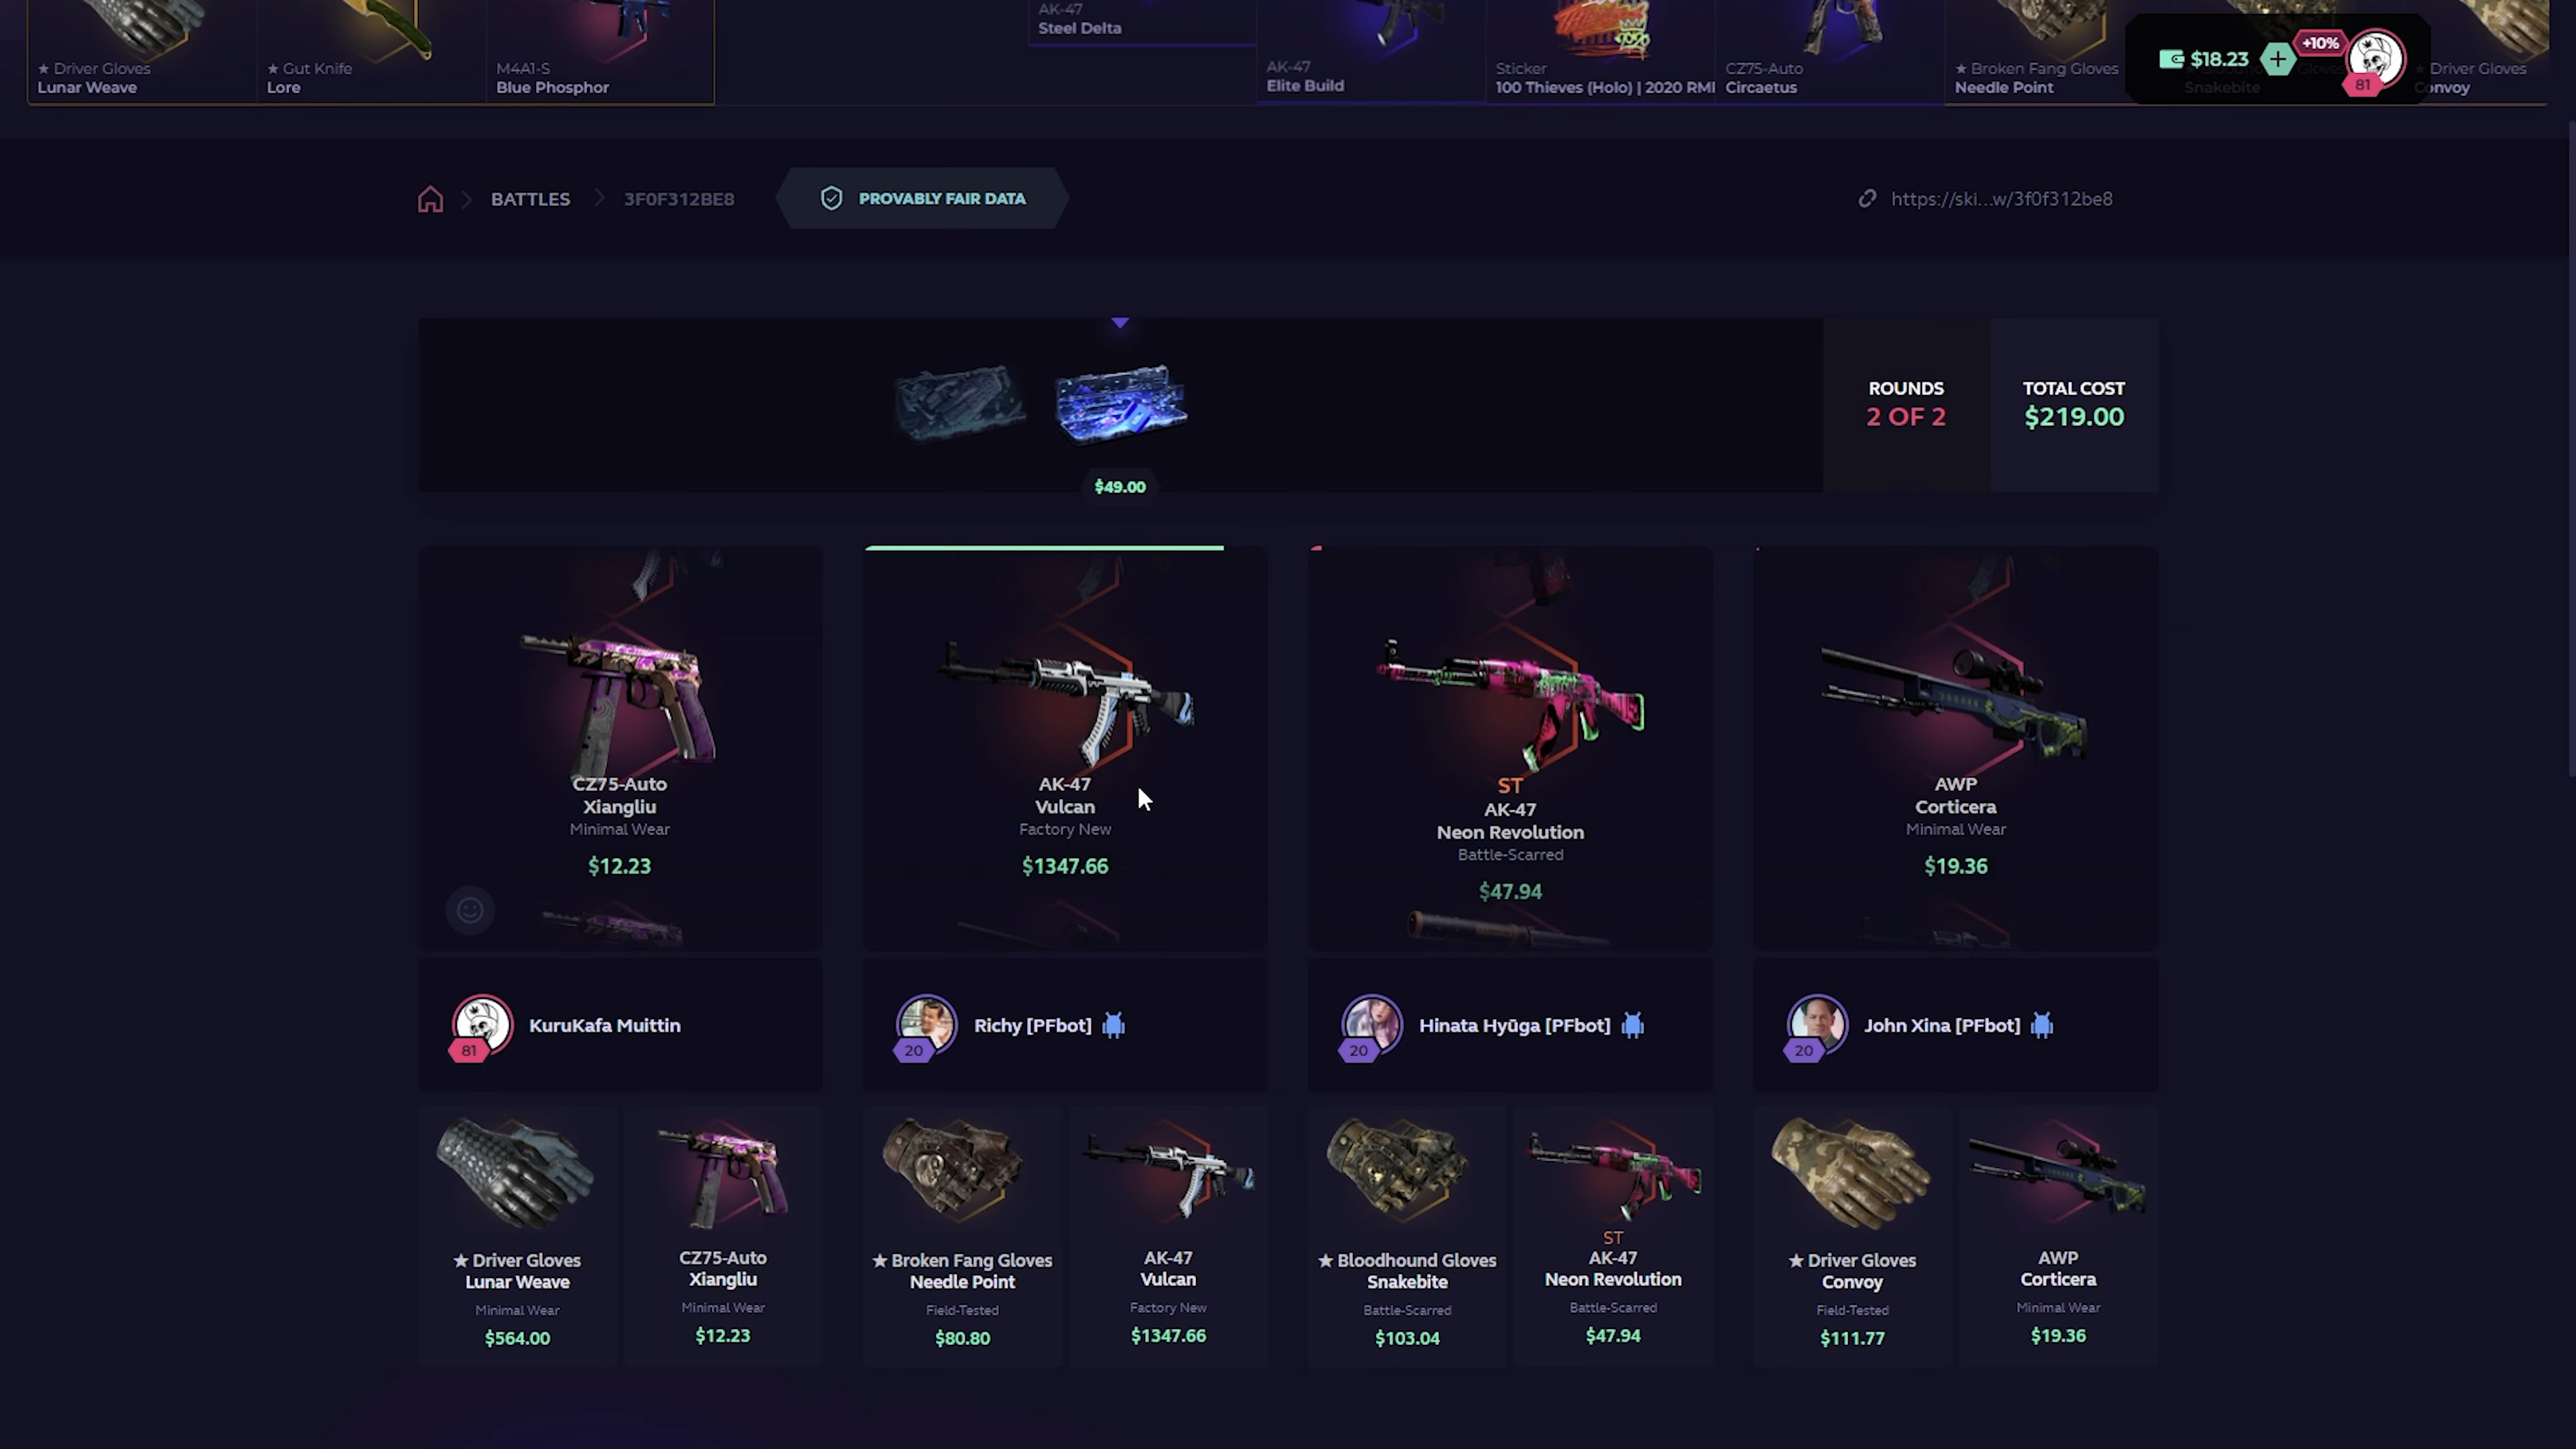 ★ Driver Gloves
Lunar Weave
★ Gut Knife
Lore
M4A1-S
Blue Phosphor
AK-47
Steel Delta
AK-47
Elite Build
Sticker
100 Thieves (Holo) | 2020 RMI
CZ75-Auto
Circaetus
★ Broken Fang Gloves
Needle Point
Snakebite
★ Driver Gloves
Convoy
$18.23
+10%
81
BATTLES
3F0F312BE8
PROVABLY FAIR DATA
https://ski...w/3f0f312be8
ROUNDS
2 OF 2
TOTAL COST
$219.00
$49.00
CZ75-Auto
Xiangliu
Minimal Wear
$12.23
AK-47
Vulcan
Factory New
$1347.66
ST
AK-47
Neon Revolution
Battle-Scarred
$47.94
AWP
Corticera
Minimal Wear
$19.36
81
KuruKafa Muittin
20
Richy [PFbot]
20
Hinata Hyūga [PFbot]
20
John Xina [PFbot]
★ Driver Gloves
Lunar Weave
Minimal Wear
$564.00
CZ75-Auto
Xiangliu
Minimal Wear
$12.23
★ Broken Fang Gloves
Needle Point
Field-Tested
$80.80
AK-47
Vulcan
Factory New
$1347.66
★ Bloodhound Gloves
Snakebite
Battle-Scarred
$103.04
ST
AK-47
Neon Revolution
Battle-Scarred
$47.94
★ Driver Gloves
Convoy
Field-Tested
$111.77
AWP
Corticera
Minimal Wear
$19.36